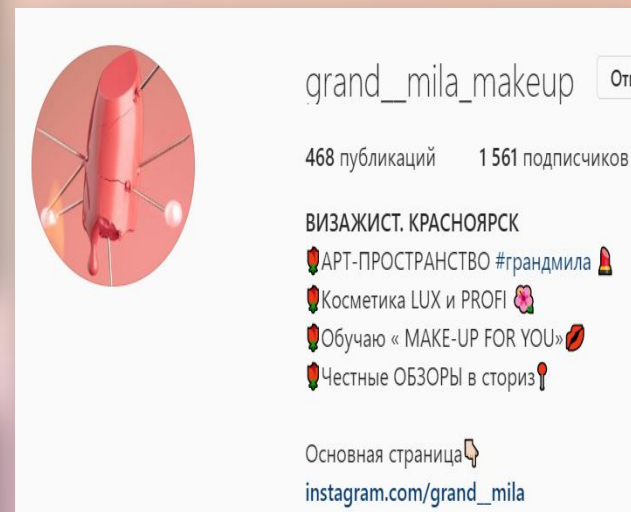 grand__mila_makeup
468 публикаций 1 561 подписчиков
ВИЗАЖИСТ. КРАСНОЯРСК
🌹АРТ-ПРОСТРАНСТВО #грандмила💄
🌹Косметика LUX и PROFI🌺
🌹Обучаю « MAKE-UP FOR YOU»💋
🌹Честные ОБЗОРЫ в сториз📍
Основная страница👇🏻
instagram.com/grand__mila